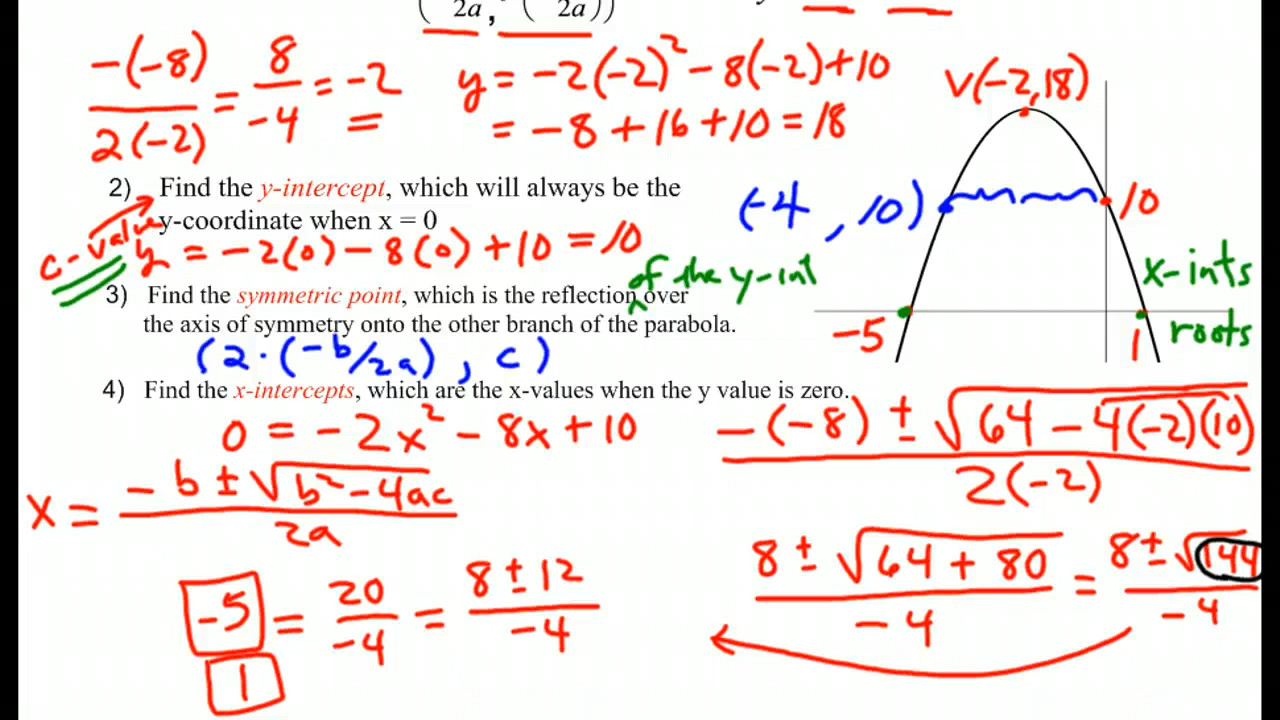 ( 2a , ( 2a ))
-(-8) / 2(-2) = 8 / -4 = -2
y = -2(-2)² - 8(-2) + 10
= -8 + 16 + 10 = 18
V(-2, 18)
2) Find the y-intercept, which will always be the
y-coordinate when x = 0
c-value
y = -2(0) - 8(0) + 10 = 10
(-4, 10)
10
of the y-int
3) Find the symmetric point, which is the reflection over
the axis of symmetry onto the other branch of the parabola.
(2·(-b/2a), c)
x-ints
roots
-5
1
4) Find the x-intercepts, which are the x-values when the y value is zero.
0 = -2x² - 8x + 10
x = -b ± √b² - 4ac / 2a
-(-8) ± √64 - 4(-2)(10) / 2(-2)
8 ± √64 + 80 / -4 = 8 ± √144 / -4
-5 = 20 / -4 = 8 ± 12 / -4
1